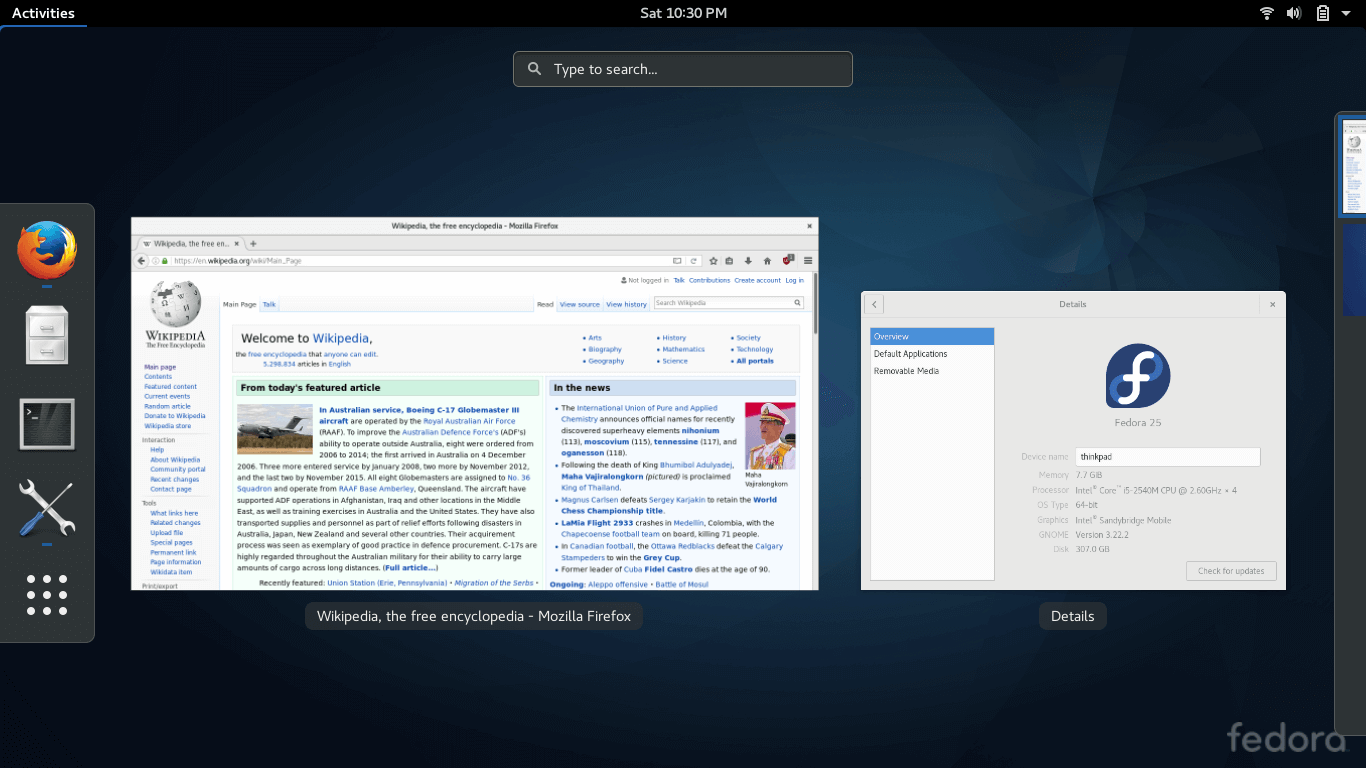 Activities
Sat 10:30 PM
Type to search...
Wikipedia, the free encyclopedia - Mozilla Firefox
Wikipedia, the free en...
https://en.wikipedia.org/wiki/Main_Page
Not logged in Talk Contributions Create account Log in
Main Page Talk
Read View source View history
Search Wikipedia
WIKIPEDIA
The Free Encyclopedia
Main page
Contents
Featured content
Current events
Random article
Donate to Wikipedia
Wikipedia store
Interaction
Help
About Wikipedia
Community portal
Recent changes
Contact page
Tools
What links here
Related changes
Upload file
Special pages
Permanent link
Page information
Wikidata item
Print/export
Welcome to Wikipedia,
the free encyclopedia that anyone can edit.
5,298,834 articles in English
• Arts
• Biography
• Geography
• History
• Mathematics
• Science
• Society
• Technology
• All portals
From today's featured article
In Australian service, Boeing C-17 Globemaster III
aircraft are operated by the Royal Australian Air Force
(RAAF). To improve the Australian Defence Force's (ADF's)
ability to operate outside Australia, eight were ordered from
2006 to 2014; the first arrived in Australia on 4 December
2006. Three more entered service by January 2008, two more by November 2012,
and the last two by November 2015. All eight Globemasters are assigned to No. 36
Squadron and operate from RAAF Base Amberley, Queensland. The aircraft have
supported ADF operations in Afghanistan, Iraq and other locations in the Middle
East, as well as training exercises in Australia and the United States. They have also
transported supplies and personnel as part of relief efforts following disasters in
Australia, Japan, New Zealand and several other countries. Their acquirement
process was seen as exemplary of good practice in defence procurement. C-17s are
highly regarded throughout the Australian military for their ability to carry large
amounts of cargo across long distances. (Full article...)
Recently featured: Union Station (Erie, Pennsylvania) • Migration of the Serbs •
In the news
• The International Union of Pure and Applied
Chemistry announces official names for recently
discovered superheavy elements nihonium
(113), moscovium (115), tennessine (117), and
oganesson (118).
• Following the death of King Bhumibol Adulyadej,
Maha Vajiralongkorn (pictured) is proclaimed
King of Thailand.
• Magnus Carlsen defeats Sergey Karjakin to retain the World
Chess Championship title.
• LaMia Flight 2933 crashes in Medellin, Colombia, with the
Chapecoense football team on board, killing 71 people.
• In Canadian football, the Ottawa Redblacks defeat the Calgary
Stampeders to win the Grey Cup.
• Former leader of Cuba Fidel Castro dies at the age of 90.
Ongoing: Aleppo offensive • Battle of Mosul
Maha
Vajiralongkorn
Wikipedia, the free encyclopedia - Mozilla Firefox
Details
Overview
Default Applications
Removable Media
Fedora 25
Device name thinkpad
Memory 7.7 GiB
Processor Intel® Core™ i5-2540M CPU @ 2.60GHz × 4
OS Type 64-bit
Graphics Intel® Sandybridge Mobile
GNOME Version 3.22.2
Disk 307.0 GB
Check for updates
Details
fedora